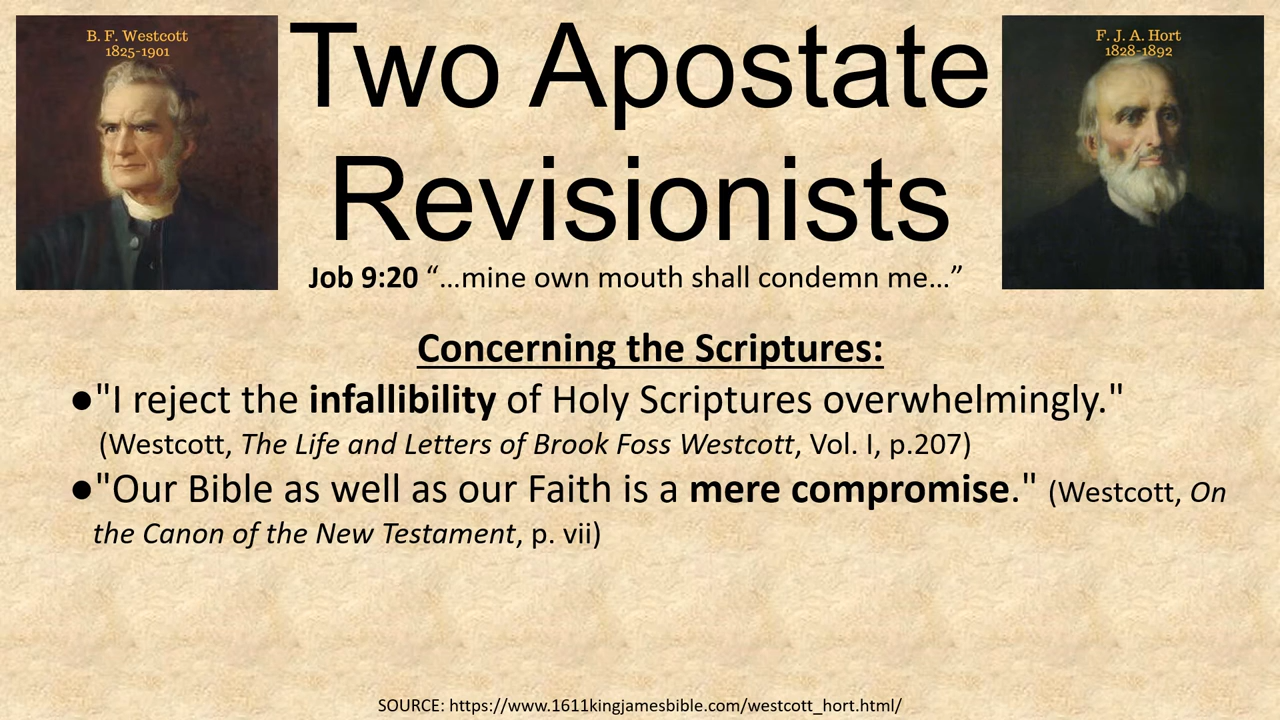 B. F. Westcott
1825-1901
Two Apostate
Revisionists
F. J. A. Hort
1828-1892
Job 9:20 “...mine own mouth shall condemn me...”
Concerning the Scriptures:
●"I reject the infallibility of Holy Scriptures overwhelmingly."
(Westcott, The Life and Letters of Brook Foss Westcott, Vol. I, p.207)
●"Our Bible as well as our Faith is a mere compromise." (Westcott, On
the Canon of the New Testament, p. vii)
SOURCE: https://www.1611kingjamesbible.com/westcott_hort.html/